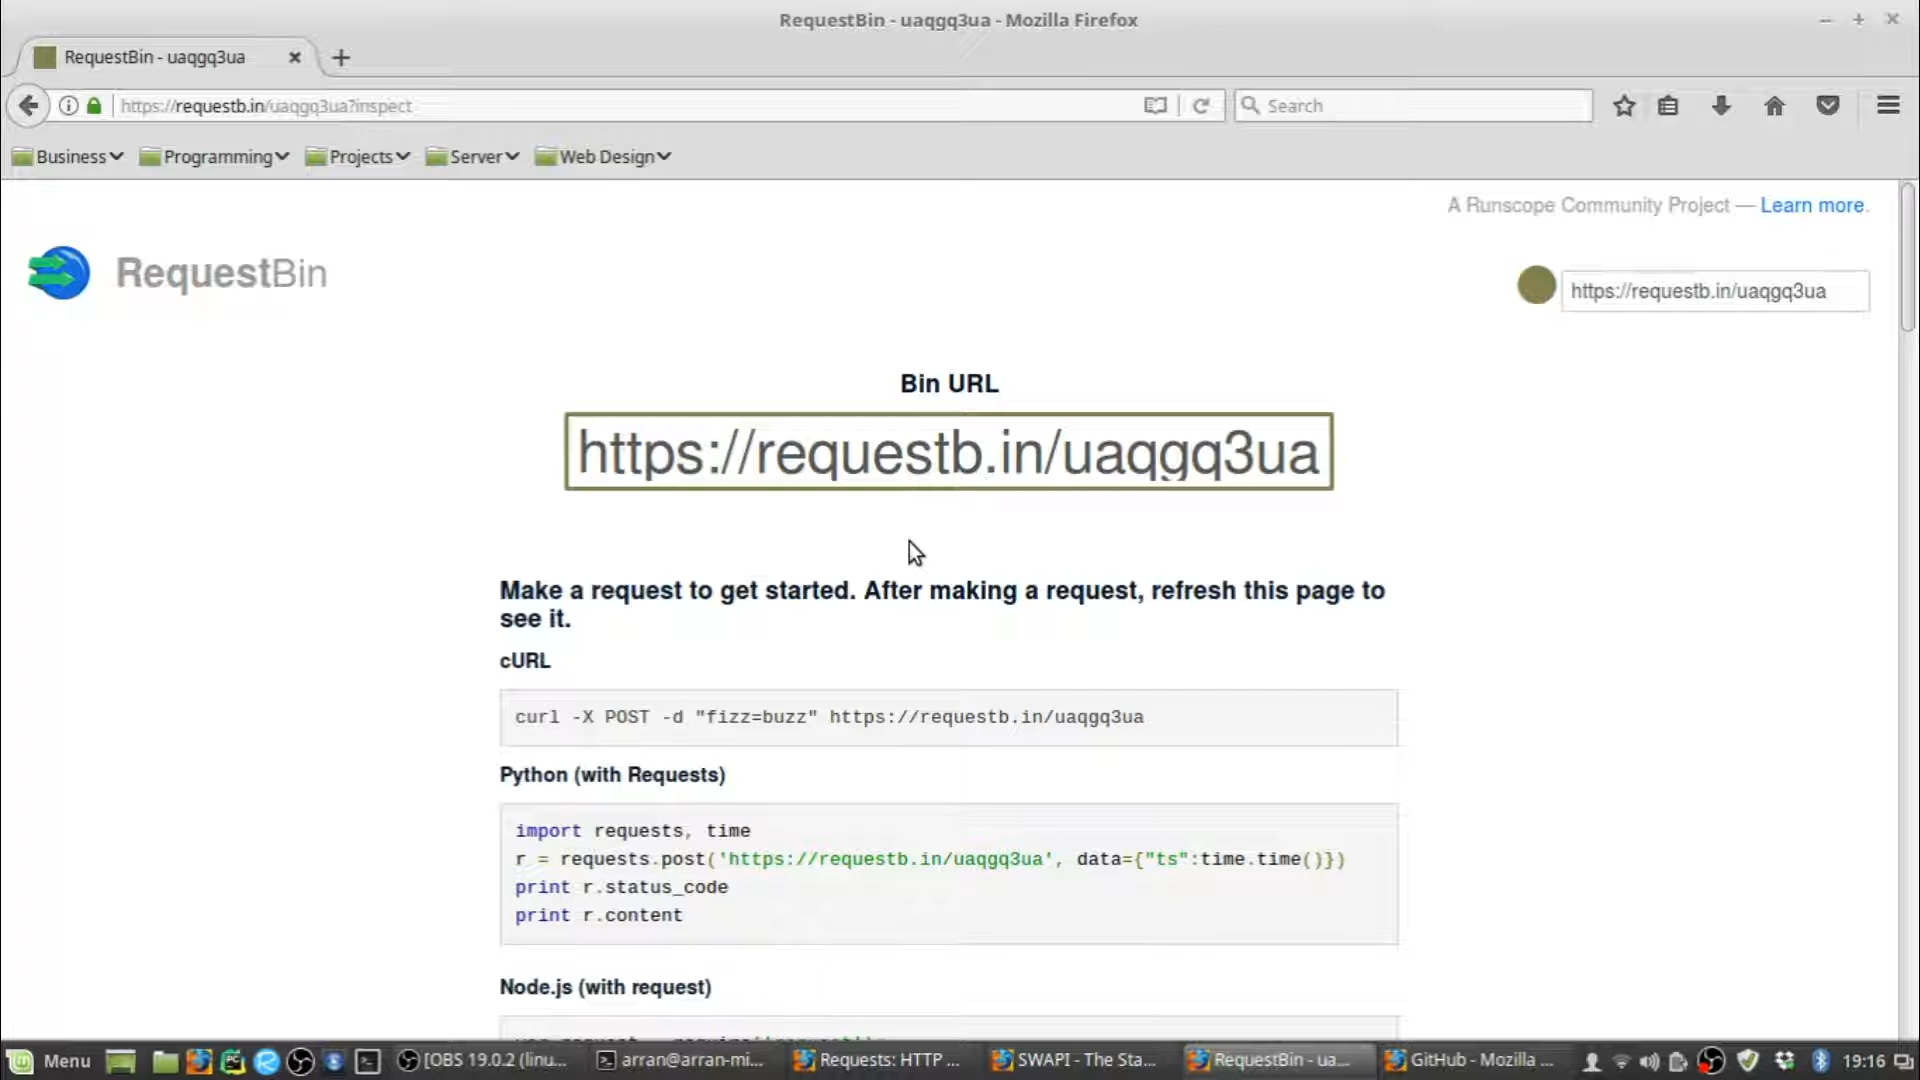 RequestBin - uaqgq3ua - Mozilla Firefox
RequestBin - uaqgq3ua
https://requestb.in/uaqgq3ua?inspect
Search
Business Programming Projects Server Web Design
A Runscope Community Project — Learn more.
RequestBin
https://requestb.in/uaqgq3ua
Bin URL
https://requestb.in/uaqgq3ua
Make a request to get started. After making a request, refresh this page to
see it.
cURL
curl -X POST -d "fizz=buzz" https://requestb.in/uaqgq3ua
Python (with Requests)
import requests, time
r = requests.post('https://requestb.in/uaqgq3ua', data={"ts":time.time()})
print r.status_code
print r.content
Node.js (with request)
Menu [OBS 19.0.2 (linu... arran@arran-mi... Requests: HTTP ... SWAPI - The Sta... RequestBin - ua... GitHub - Mozilla ... 19:16